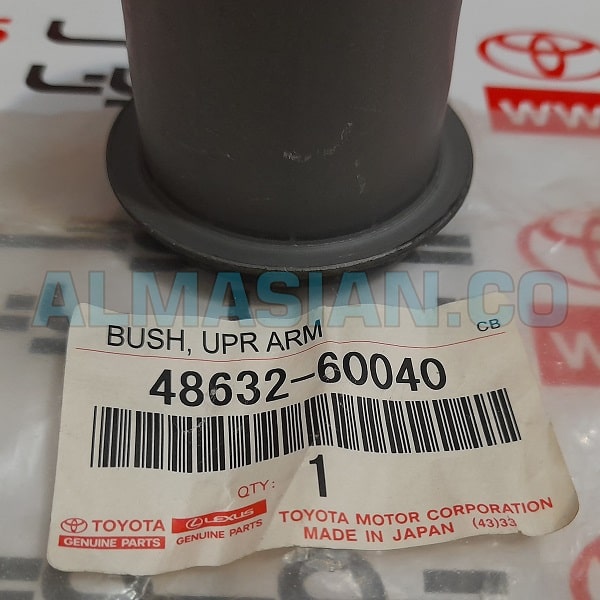 WW
ALMASIAN.CO
BUSH, UPR ARM
CB
48632-60040
QTY: 1
TOYOTA
GENUINE PARTS
LEXUS
GENUINE PARTS
TOYOTA MOTOR CORPORATION
MADE IN JAPAN (43)33